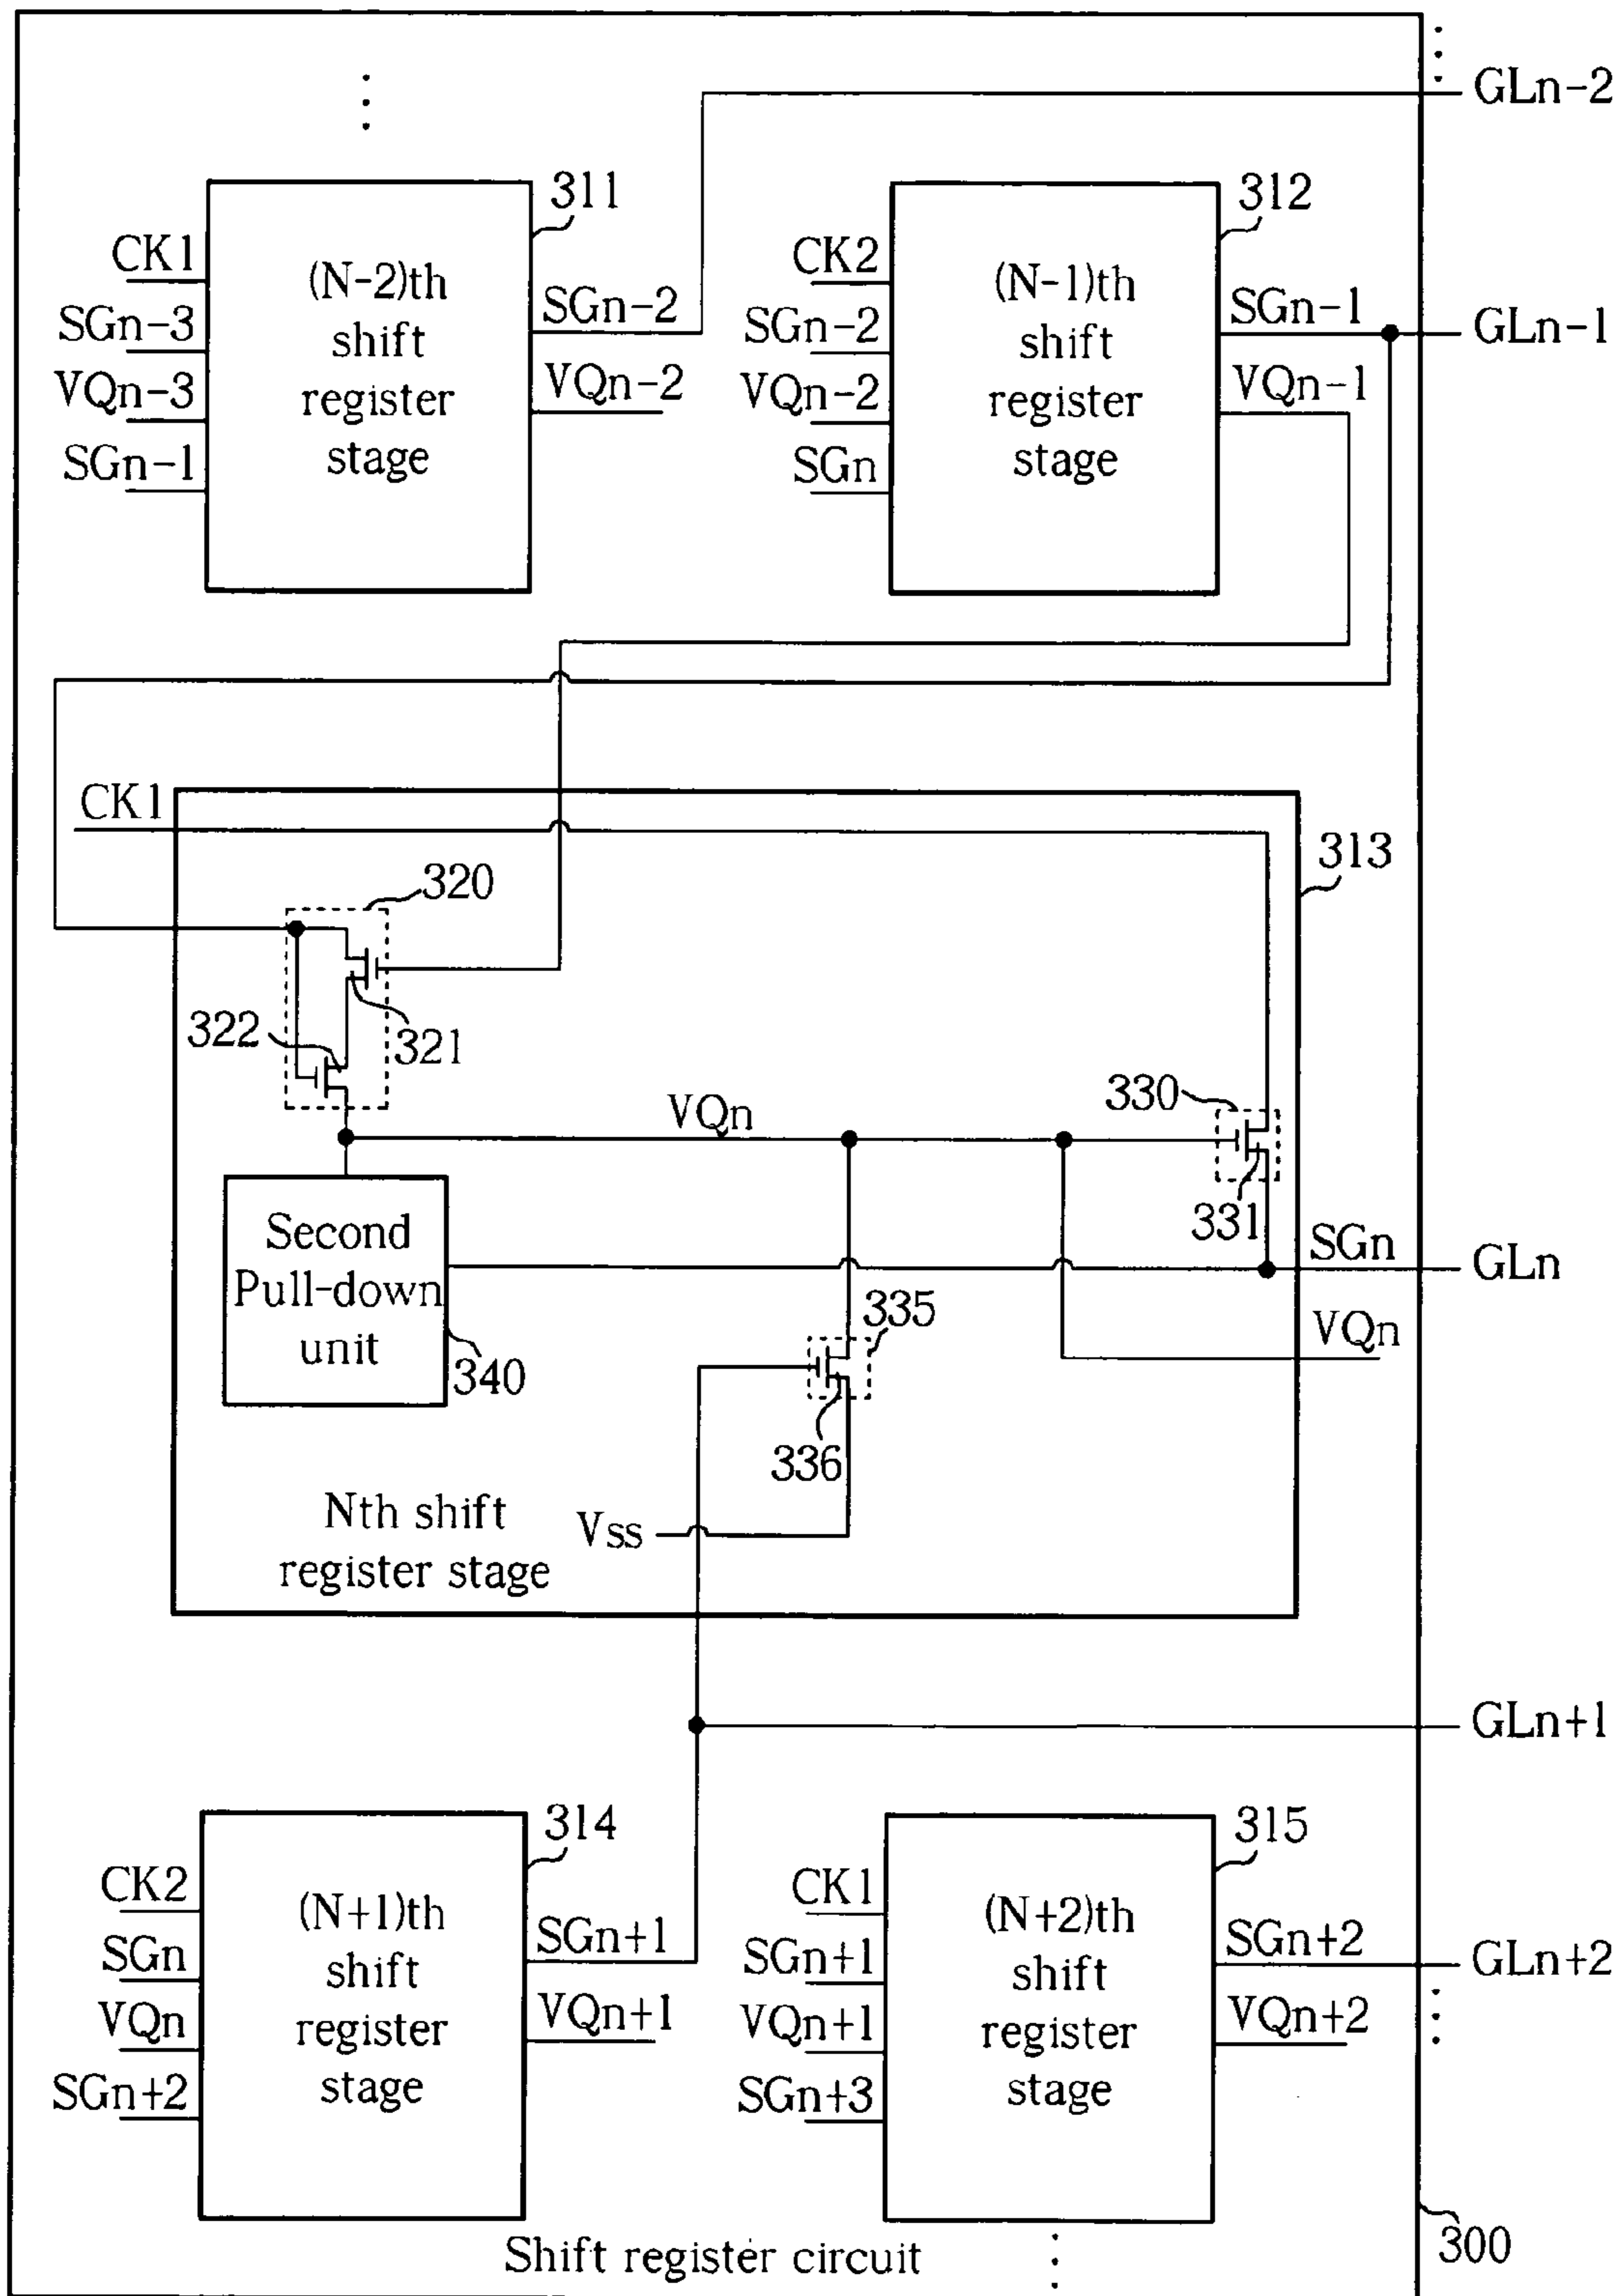 GLn-2
311
CK1
SGn-3
VQn-3
SGn-1
(N-2)th
shift
register
stage
SGn-2
VQn-2
312
CK2
SGn-2
VQn-2
SGn
(N-1)th
shift
register
stage
SGn-1
VQn-1
GLn-1
CK1
313
320
322
321
VQn
330
331
SGn
GLn
VQn
Second
Pull-down
unit
340
335
336
Vss
Nth shift
register stage
GLn+1
314
CK2
SGn
VQn
SGn+2
(N+1)th
shift
register
stage
SGn+1
VQn+1
315
CK1
SGn+1
VQn+1
SGn+3
(N+2)th
shift
register
stage
SGn+2
VQn+2
GLn+2
Shift register circuit
300